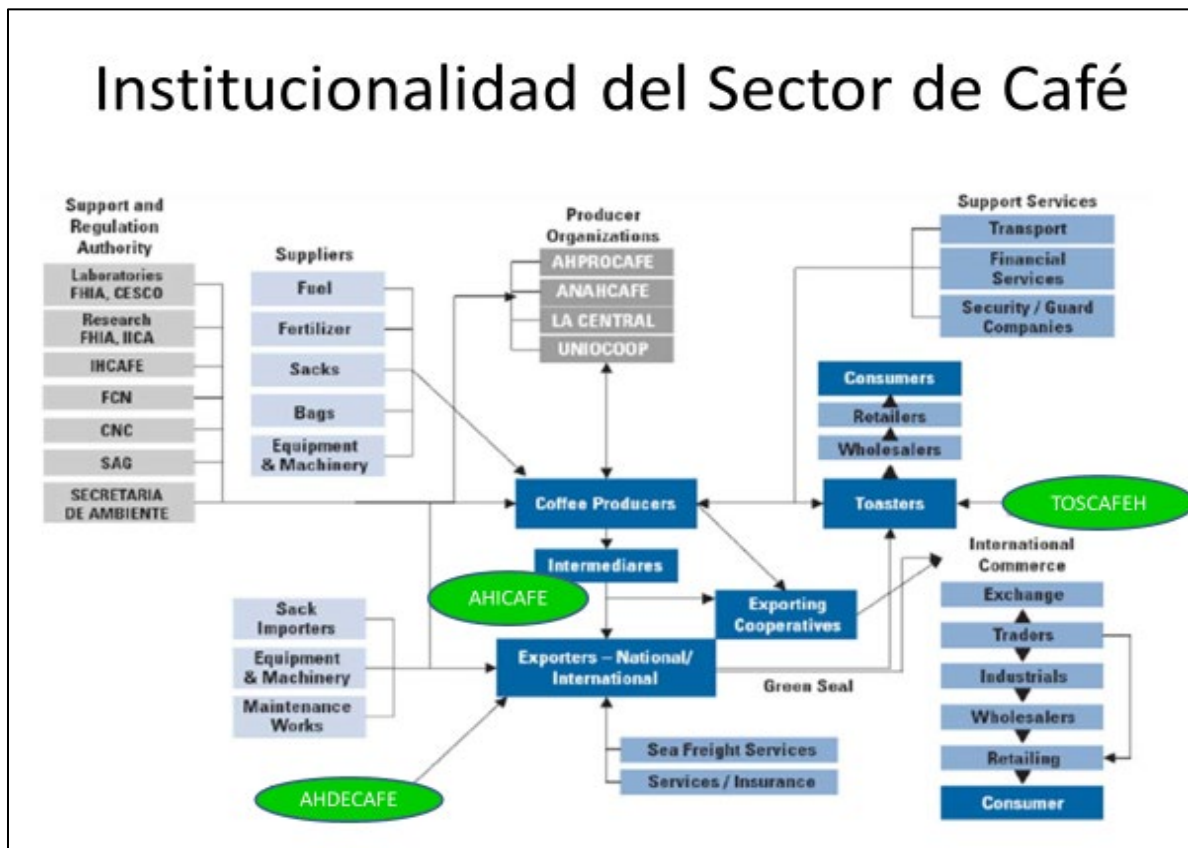 Institucionalidad del Sector de Café
Support and
Regulation
Authority
Laboratories
FHIA, CESCO
Research
FHIA, IICA
IHCAFE
FCN
CNC
SAG
SECRETARIA
DE AMBIENTE
Suppliers
Fuel
Fertilizer
Sacks
Bags
Equipment
& Machinery
Producer
Organizations
AHPROCAFE
ANAHCAFE
LA CENTRAL
UNIOCOOP
Support Services
Transport
Financial
Services
Security / Guard
Companies
Consumers
Retailers
Wholesalers
Coffee Producers
Toasters
TOSCAFEH
Intermediares
AHICAFE
Exporting
Cooperatives
Sack
Importers
Equipment
& Machinery
Maintenance
Works
Exporters – National/
International
Green Seal
AHDECAFE
Sea Freight Services
Services / Insurance
International
Commerce
Exchange
Traders
Industrials
Wholesalers
Retailing
Consumer